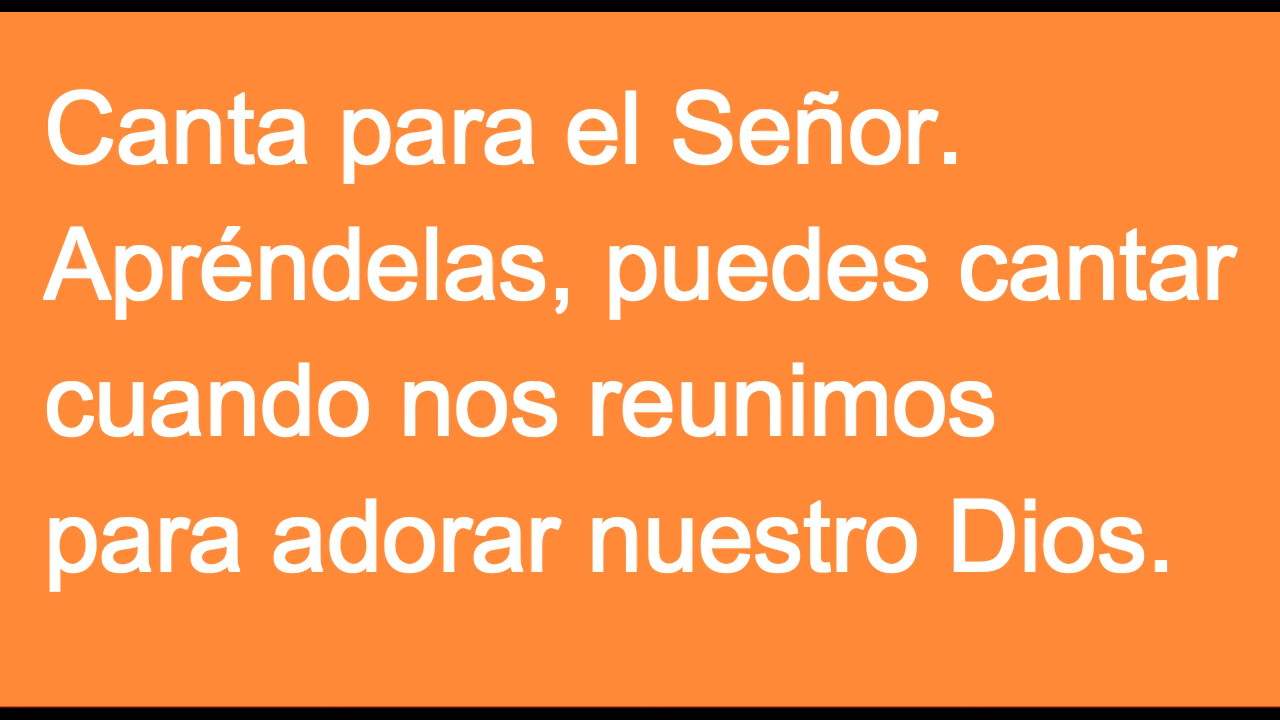 Canta para el Señor.
Apréndelas, puedes cantar
cuando nos reunimos
para adorar nuestro Dios.